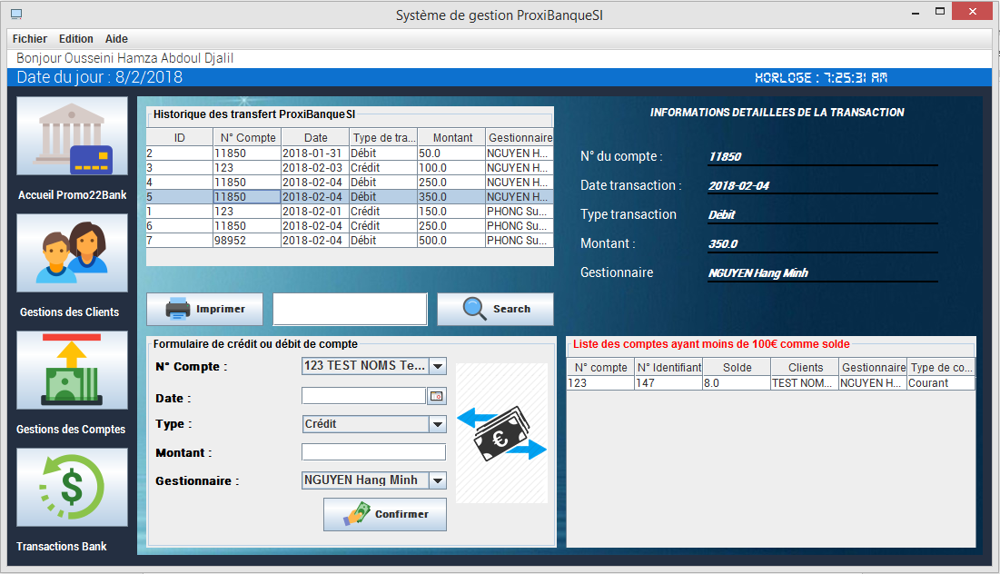 Système de gestion ProxiBanqueSI
Fichier Edition Aide
Bonjour Ousseini Hamza Abdoul Djalil
Date du jour : 8/2/2018
HORLOGE : 7:25:31 AM
Accueil Promo22Bank
Gestions des Clients
Gestions des Comptes
Transactions Bank
Historique des transfert ProxiBanqueSI
ID N° Compte Date Type de tra... Montant Gestionnaire
2 11850 2018-01-31 Débit 50.0 NGUYEN H...
3 123 2018-02-03 Crédit 100.0 NGUYEN H...
4 11850 2018-02-04 Débit 250.0 NGUYEN H...
5 11850 2018-02-04 Débit 350.0 NGUYEN H...
1 123 2018-02-01 Crédit 150.0 PHONG Su...
6 11850 2018-02-04 Crédit 250.0 PHONG Su...
7 98952 2018-02-04 Débit 500.0 PHONG Su...
INFORMATIONS DETAILLEES DE LA TRANSACTION
N° du compte : 11850
Date transaction : 2018-02-04
Type transaction Débit
Montant : 350.0
Gestionnaire NGUYEN Hang Minh
Imprimer
Search
Formulaire de crédit ou débit de compte
N° Compte : 123 TEST NOMS Te...
Date :
Type : Crédit
Montant :
Gestionnaire : NGUYEN Hang Minh
Confirmer
Liste des comptes ayant moins de 100€ comme solde
N° compte N° Identifiant Solde Clients Gestionnaire Type de co...
123 147 8.0 TEST NOM... NGUYEN H... Courant